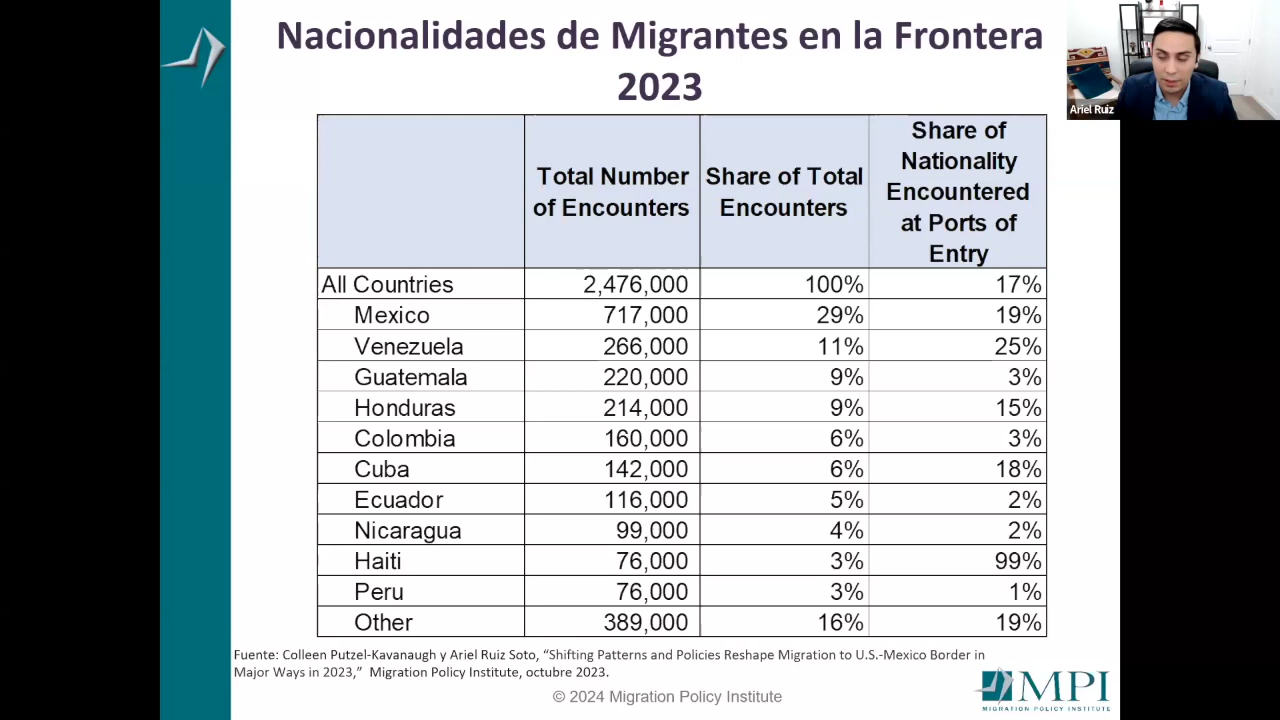 Nacionalidades de Migrantes en la Frontera
2023
Ariel Ruiz
Total Number
of Encounters
Share of Total
Encounters
Share of
Nationality
Encountered
at Ports of
Entry
All Countries 2,476,000 100% 17%
Mexico 717,000 29% 19%
Venezuela 266,000 11% 25%
Guatemala 220,000 9% 3%
Honduras 214,000 9% 15%
Colombia 160,000 6% 3%
Cuba 142,000 6% 18%
Ecuador 116,000 5% 2%
Nicaragua 99,000 4% 2%
Haiti 76,000 3% 99%
Peru 76,000 3% 1%
Other 389,000 16% 19%
Fuente: Colleen Putzel-Kavanaugh y Ariel Ruiz Soto, “Shifting Patterns and Policies Reshape Migration to U.S.-Mexico Border in
Major Ways in 2023,” Migration Policy Institute, octubre 2023.
© 2024 Migration Policy Institute
MPI
MIGRATION POLICY INSTITUTE